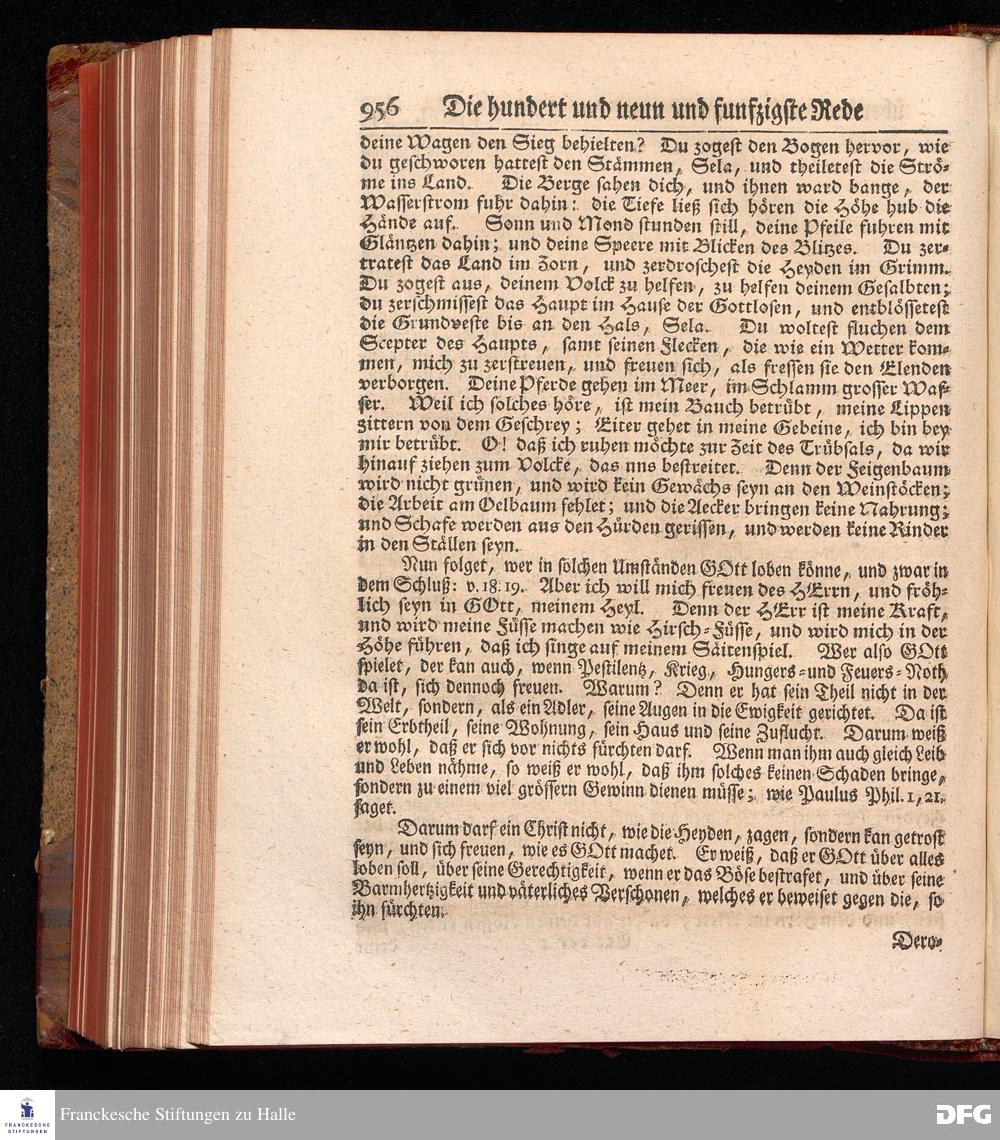 956 Die hundert und neun und funfzigste Rede
deine Wagen den Sieg behielten? Du zogest den Bogen hervor, wie
du geschworen hattest den Stämmen, Sela, und theiletest die Strö-
me ins Land. Die Berge sahen dich, und ihnen ward bange, der
Wasserstrom fuhr dahin: die Tiefe ließ sich hören die Höhe hub die
Hände auf. Sonn und Mond stunden still, deine Pfeile fuhren mit
Gläntzen dahin; und deine Speere mit Blicken des Blitzes. Du zer-
tratest das Land im Zorn, und zerdroschest die Heyden im Grimm.
Du zogest aus, deinem Volck zu helfen, zu helfen deinem Gesalbten;
du zerschmissest das Haupt im Hause der Gottlosen, und entblössetest
die Grundveste bis an den Hals, Sela. Du woltest fluchen dem
Scepter des Haupts, samt seinen Flecken, die wie ein Wetter kom-
men, mich zu zerstreuen, und freuen sich, als fressen sie den Elenden
verborgen. Deine Pferde gehen im Meer, im Schlamm grosser Was-
ser. Weil ich solches höre, ist mein Bauch betrübt, meine Lippen
zittern von dem Geschrey; Eiter gehet in meine Gebeine, ich bin bey
mir betrübt. O! daß ich ruhen möchte zur Zeit des Trübsals, da wir
hinauf ziehen zum Volcke, das uns bestreitet. Denn der Feigenbaum
wird nicht grünen, und wird kein Gewächs seyn an den Weinstöcken;
die Arbeit am Oelbaum fehlet; und die Aecker bringen keine Nahrung;
und Schafe werden aus den Hürden gerissen, und werden keine Rinder
in den Ställen seyn.
Nun folget, wer in solchen Umständen GOtt loben könne, und zwar in
dem Schluß: v. 18. 19. Aber ich will mich freuen des HErrn, und fröh-
lich seyn in GOtt, meinem Heyl. Denn der HErr ist meine Kraft,
und wird meine Füsse machen wie Hirsch-Füsse, und wird mich in der
Höhe führen, daß ich singe auf meinem Säitenspiel. Wer also GOtt
spielet, der kan auch, wenn Pestilentz, Krieg, Hungers- und Feuers-Noth
da ist, sich dennoch freuen. Warum? Denn er hat sein Theil nicht in der
Welt, sondern, als ein Adler, seine Augen in die Ewigkeit gerichtet. Da ist
sein Erbtheil, seine Wohnung, sein Haus und seine Zuflucht. Darum weiß
er wohl, daß er sich vor nichts fürchten darf. Wenn man ihm auch gleich Leib
und Leben nähme, so weiß er wohl, daß ihm solches keinen Schaden bringe,
sondern zu einem viel grössern Gewinn dienen müsse; wie Paulus Phil. 1, 21.
saget.
Darum darf ein Christ nicht, wie die Heyden, zagen, sondern kan getrost
seyn, und sich freuen, wie es GOtt machet. Er weiß, daß er GOtt über alles
loben soll, über seine Gerechtigkeit, wenn er das Böse bestrafet, und über seine
Barmhertzigkeit und väterliches Verschonen, welches er beweiset gegen die, so
ihn fürchten.
Dero-
FRANCKESCHE
STIFTUNGEN
Franckesche Stiftungen zu Halle
DFG